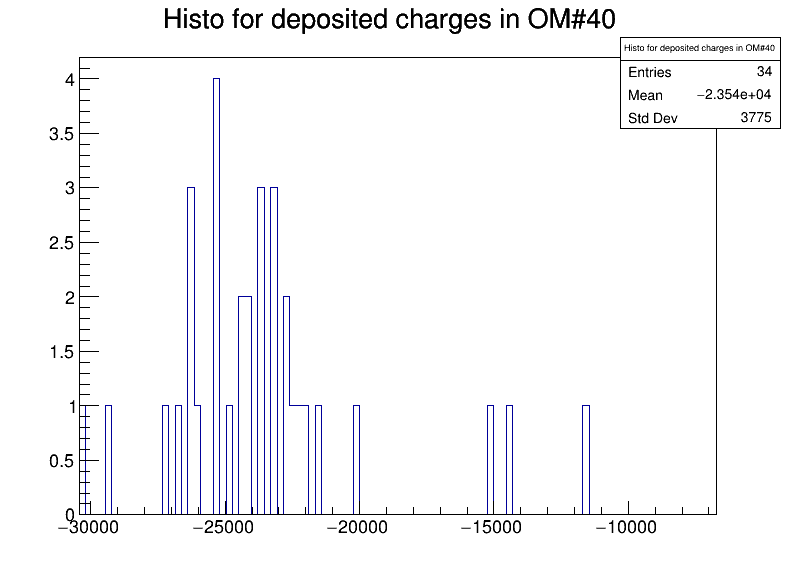 Histo for deposited charges in OM#40
Histo for deposited charges in OM#40
Entries 34
Mean −2.354e+04
Std Dev 3775
4
3.5
3
2.5
2
1.5
1
0.5
0
−30000 −25000 −20000 −15000 −10000